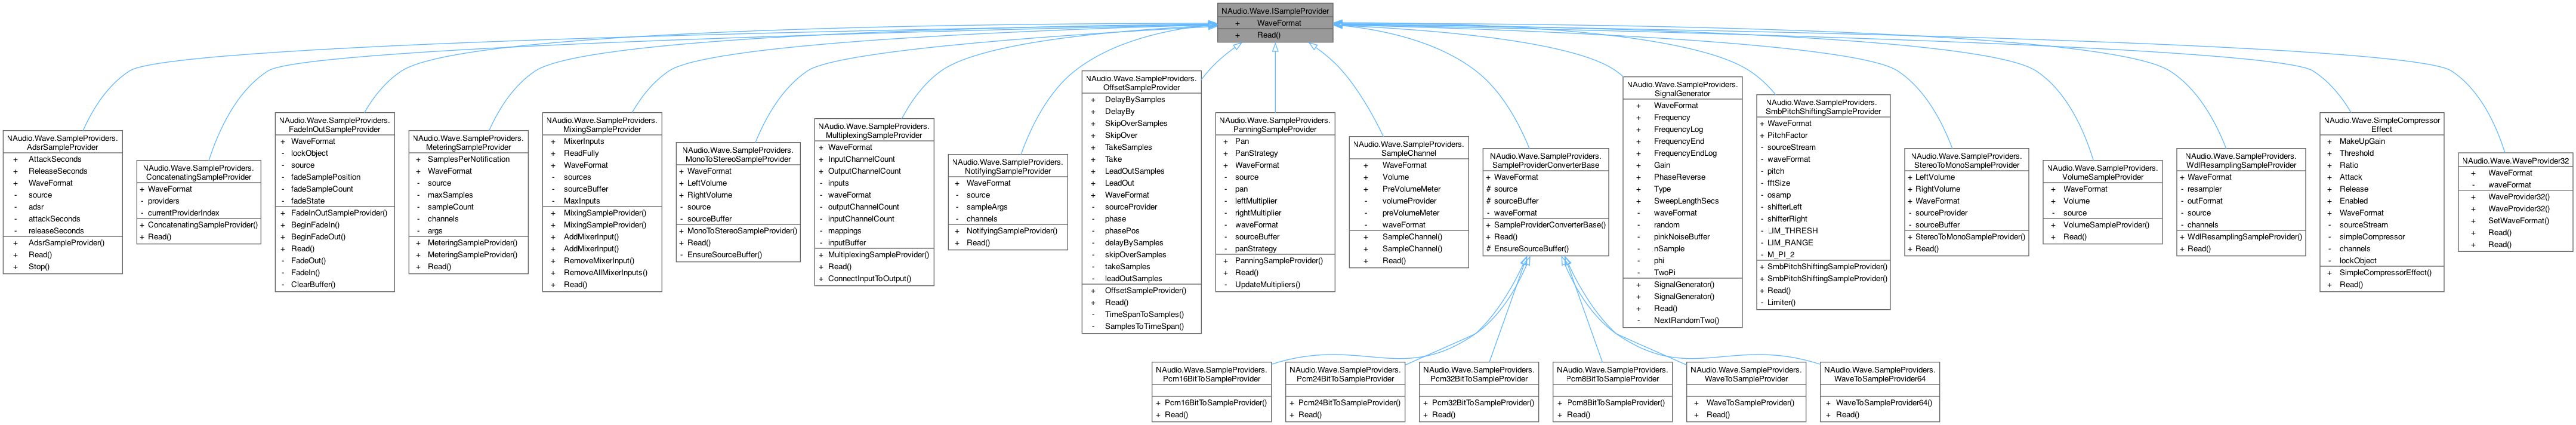 NAudio.Wave.ISampleProvider
+ WaveFormat
+ Read()
NAudio.Wave.SampleProviders.
AdsrSampleProvider
+ AttackSeconds
+ ReleaseSeconds
+ WaveFormat
- source
- adsr
- attackSeconds
- releaseSeconds
+ AdsrSampleProvider()
+ Read()
+ Stop()
NAudio.Wave.SampleProviders.
ConcatenatingSampleProvider
+ WaveFormat
- providers
- currentProviderIndex
+ ConcatenatingSampleProvider()
+ Read()
NAudio.Wave.SampleProviders.
FadeInOutSampleProvider
+ WaveFormat
- lockObject
- source
- fadeSamplePosition
- fadeSampleCount
- fadeState
+ FadeInOutSampleProvider()
+ BeginFadeIn()
+ BeginFadeOut()
+ Read()
- FadeOut()
- FadeIn()
- ClearBuffer()
NAudio.Wave.SampleProviders.
MeteringSampleProvider
+ SamplesPerNotification
+ WaveFormat
- source
- maxSamples
- sampleCount
- channels
- args
+ MeteringSampleProvider()
+ MeteringSampleProvider()
+ Read()
NAudio.Wave.SampleProviders.
MixingSampleProvider
+ MixerInputs
+ ReadFully
+ WaveFormat
- sources
- sourceBuffer
- MaxInputs
+ MixingSampleProvider()
+ MixingSampleProvider()
+ AddMixerInput()
+ AddMixerInput()
+ RemoveMixerInput()
+ RemoveAllMixerInputs()
+ Read()
NAudio.Wave.SampleProviders.
MonoToStereoSampleProvider
+ WaveFormat
+ LeftVolume
+ RightVolume
- source
- sourceBuffer
+ MonoToStereoSampleProvider()
+ Read()
- EnsureSourceBuffer()
NAudio.Wave.SampleProviders.
MultiplexingSampleProvider
+ WaveFormat
+ InputChannelCount
+ OutputChannelCount
- inputs
- waveFormat
- outputChannelCount
- inputChannelCount
- mappings
- inputBuffer
+ MultiplexingSampleProvider()
+ Read()
+ ConnectInputToOutput()
NAudio.Wave.SampleProviders.
NotifyingSampleProvider
+ WaveFormat
- source
- sampleArgs
- channels
+ NotifyingSampleProvider()
+ Read()
NAudio.Wave.SampleProviders.
OffsetSampleProvider
+ DelayBySamples
+ DelayBy
+ SkipOverSamples
+ SkipOver
+ TakeSamples
+ Take
+ LeadOutSamples
+ LeadOut
+ WaveFormat
- sourceProvider
- phase
- phasePos
- delayBySamples
- skipOverSamples
- takeSamples
- leadOutSamples
+ OffsetSampleProvider()
+ Read()
- TimeSpanToSamples()
- SamplesToTimeSpan()
NAudio.Wave.SampleProviders.
PanningSampleProvider
+ Pan
+ PanStrategy
+ WaveFormat
- source
- pan
- leftMultiplier
- rightMultiplier
- waveFormat
- sourceBuffer
- panStrategy
+ PanningSampleProvider()
+ Read()
- UpdateMultipliers()
NAudio.Wave.SampleProviders.
SampleChannel
+ WaveFormat
+ Volume
+ PreVolumeMeter
- volumeProvider
- preVolumeMeter
- waveFormat
+ SampleChannel()
+ SampleChannel()
+ Read()
NAudio.Wave.SampleProviders.
SampleProviderConverterBase
+ WaveFormat
# source
# sourceBuffer
- waveFormat
+ SampleProviderConverterBase()
+ Read()
# EnsureSourceBuffer()
NAudio.Wave.SampleProviders.
SignalGenerator
+ WaveFormat
+ Frequency
+ FrequencyLog
+ FrequencyEnd
+ FrequencyEndLog
+ Gain
+ PhaseReverse
+ Type
+ SweepLengthSecs
- waveFormat
- random
- pinkNoiseBuffer
- nSample
- phi
- TwoPi
+ SignalGenerator()
+ SignalGenerator()
+ Read()
- NextRandomTwo()
NAudio.Wave.SampleProviders.
SmbPitchShiftingSampleProvider
+ WaveFormat
+ PitchFactor
- sourceStream
- waveFormat
- pitch
- fftSize
- osamp
- shifterLeft
- shifterRight
- LIM_THRESH
- LIM_RANGE
- M_PI_2
+ SmbPitchShiftingSampleProvider()
+ SmbPitchShiftingSampleProvider()
+ Read()
- Limiter()
NAudio.Wave.SampleProviders.
StereoToMonoSampleProvider
+ LeftVolume
+ RightVolume
+ WaveFormat
- sourceProvider
- sourceBuffer
+ StereoToMonoSampleProvider()
+ Read()
NAudio.Wave.SampleProviders.
VolumeSampleProvider
+ WaveFormat
+ Volume
- source
+ VolumeSampleProvider()
+ Read()
NAudio.Wave.SampleProviders.
WdlResamplingSampleProvider
+ WaveFormat
- resampler
- outFormat
- source
- channels
+ WdlResamplingSampleProvider()
+ Read()
NAudio.Wave.SimpleCompressor
Effect
+ MakeUpGain
+ Threshold
+ Ratio
+ Attack
+ Release
+ Enabled
+ WaveFormat
- sourceStream
- simpleCompressor
- channels
- lockObject
+ SimpleCompressorEffect()
+ Read()
NAudio.Wave.WaveProvider32
+ WaveFormat
- waveFormat
+ WaveProvider32()
+ WaveProvider32()
+ SetWaveFormat()
+ Read()
+ Read()
NAudio.Wave.SampleProviders.
Pcm16BitToSampleProvider
+ Pcm16BitToSampleProvider()
+ Read()
NAudio.Wave.SampleProviders.
Pcm24BitToSampleProvider
+ Pcm24BitToSampleProvider()
+ Read()
NAudio.Wave.SampleProviders.
Pcm32BitToSampleProvider
+ Pcm32BitToSampleProvider()
+ Read()
NAudio.Wave.SampleProviders.
Pcm8BitToSampleProvider
+ Pcm8BitToSampleProvider()
+ Read()
NAudio.Wave.SampleProviders.
WaveToSampleProvider
+ WaveToSampleProvider()
+ Read()
NAudio.Wave.SampleProviders.
WaveToSampleProvider64
+ WaveToSampleProvider64()
+ Read()